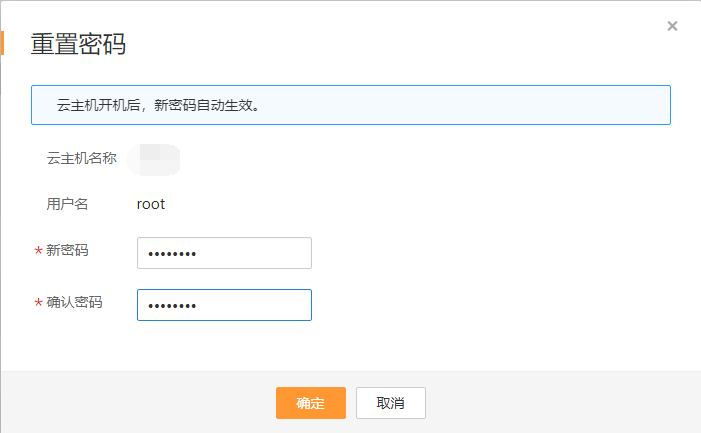 重置密码
×
云主机开机后，新密码自动生效。
云主机名称
用户名 root
* 新密码 ••••••••
* 确认密码 ••••••••
确定 取消